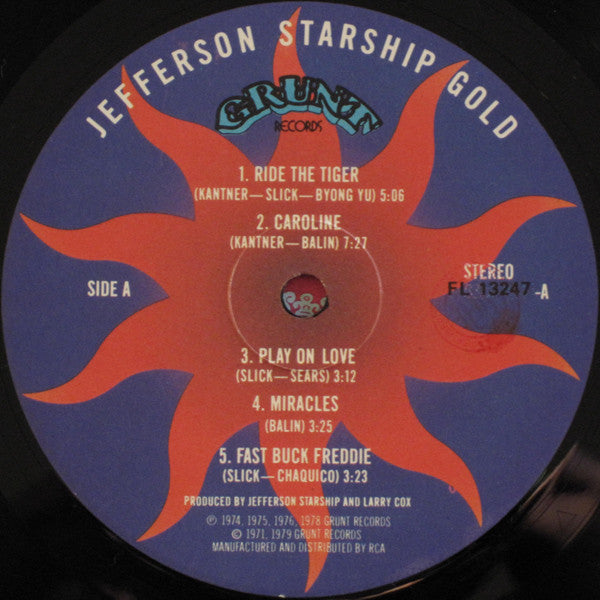 JEFFERSON STARSHIP GOLD
GRUNT
RECORDS
1. RIDE THE TIGER
(KANTNER—SLICK—BYONG YU) 5:06
2. CAROLINE
(KANTNER—BALIN) 7:27
SIDE A
STEREO
FL 13247-A
3. PLAY ON LOVE
(SLICK—SEARS) 3:12
4. MIRACLES
(BALIN) 3:25
5. FAST BUCK FREDDIE
(SLICK—CHAQUICO) 3:23
PRODUCED BY JEFFERSON STARSHIP AND LARRY COX
℗ 1974, 1975, 1976, 1978 GRUNT RECORDS
© 1971, 1979 GRUNT RECORDS
MANUFACTURED AND DISTRIBUTED BY RCA